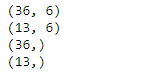 (36, 6)
(13, 6)
(36,)
(13,)